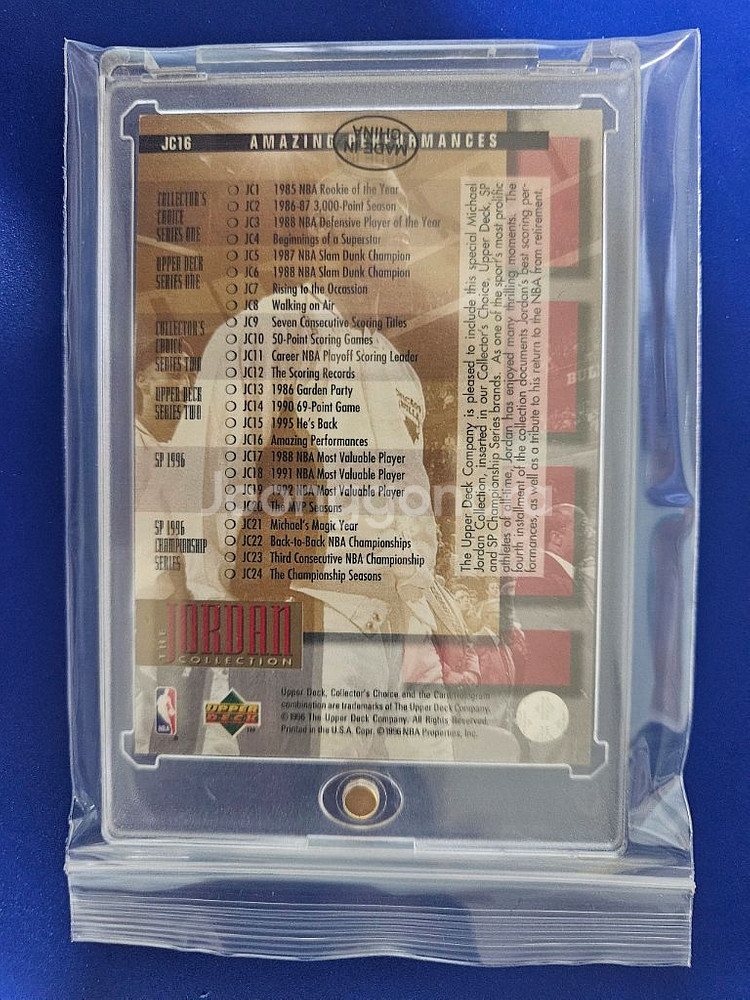 JC16 AMAZING PERFORMANCES
MADE IN
CHINA
COLLECTOR'S
CHOICE
SERIES ONE
JC1 1985 NBA Rookie of the Year
JC2 1986-87 3,000-Point Season
JC3 1988 NBA Defensive Player of the Year
JC4 Beginnings of a Superstar
UPPER DECK
SERIES ONE
JC5 1987 NBA Slam Dunk Champion
JC6 1988 NBA Slam Dunk Champion
JC7 Rising to the Occassion
JC8 Walking on Air
COLLECTOR'S
CHOICE
SERIES TWO
JC9 Seven Consecutive Scoring Titles
JC10 50-Point Scoring Games
JC11 Career NBA Playoff Scoring Leader
JC12 The Scoring Records
UPPER DECK
SERIES TWO
JC13 1986 Garden Party
JC14 1990 69-Point Game
JC15 1995 He's Back
JC16 Amazing Performances
SP 1996
JC17 1988 NBA Most Valuable Player
JC18 1991 NBA Most Valuable Player
JC19 1992 NBA Most Valuable Player
JC20 The MVP Seasons
SP 1996
CHAMPIONSHIP
SERIES
JC21 Michael's Magic Year
JC22 Back-to-Back NBA Championships
JC23 Third Consecutive NBA Championship
JC24 The Championship Seasons
The Upper Deck Company is pleased to include this special Michael
Jordan Collection, inserted in our Collector's Choice, Upper Deck, SP
and SP Championship Series brands. As one of the sport's most prolific
athletes of all time, Jordan has enjoyed many thrilling moments. The
fourth installment of the collection documents Jordan's best scoring per-
formances, as well as a tribute to his return to the NBA from retirement.
BULL
THE
JORDAN
COLLECTION
NBA
UPPER
DECK
TM
Upper Deck, Collector's Choice and the Card/hologram
combination are trademarks of The Upper Deck Company.
©1996 The Upper Deck Company. All Rights Reserved.
Printed in the U.S.A. Copr. ©1996 NBA Properties, Inc.